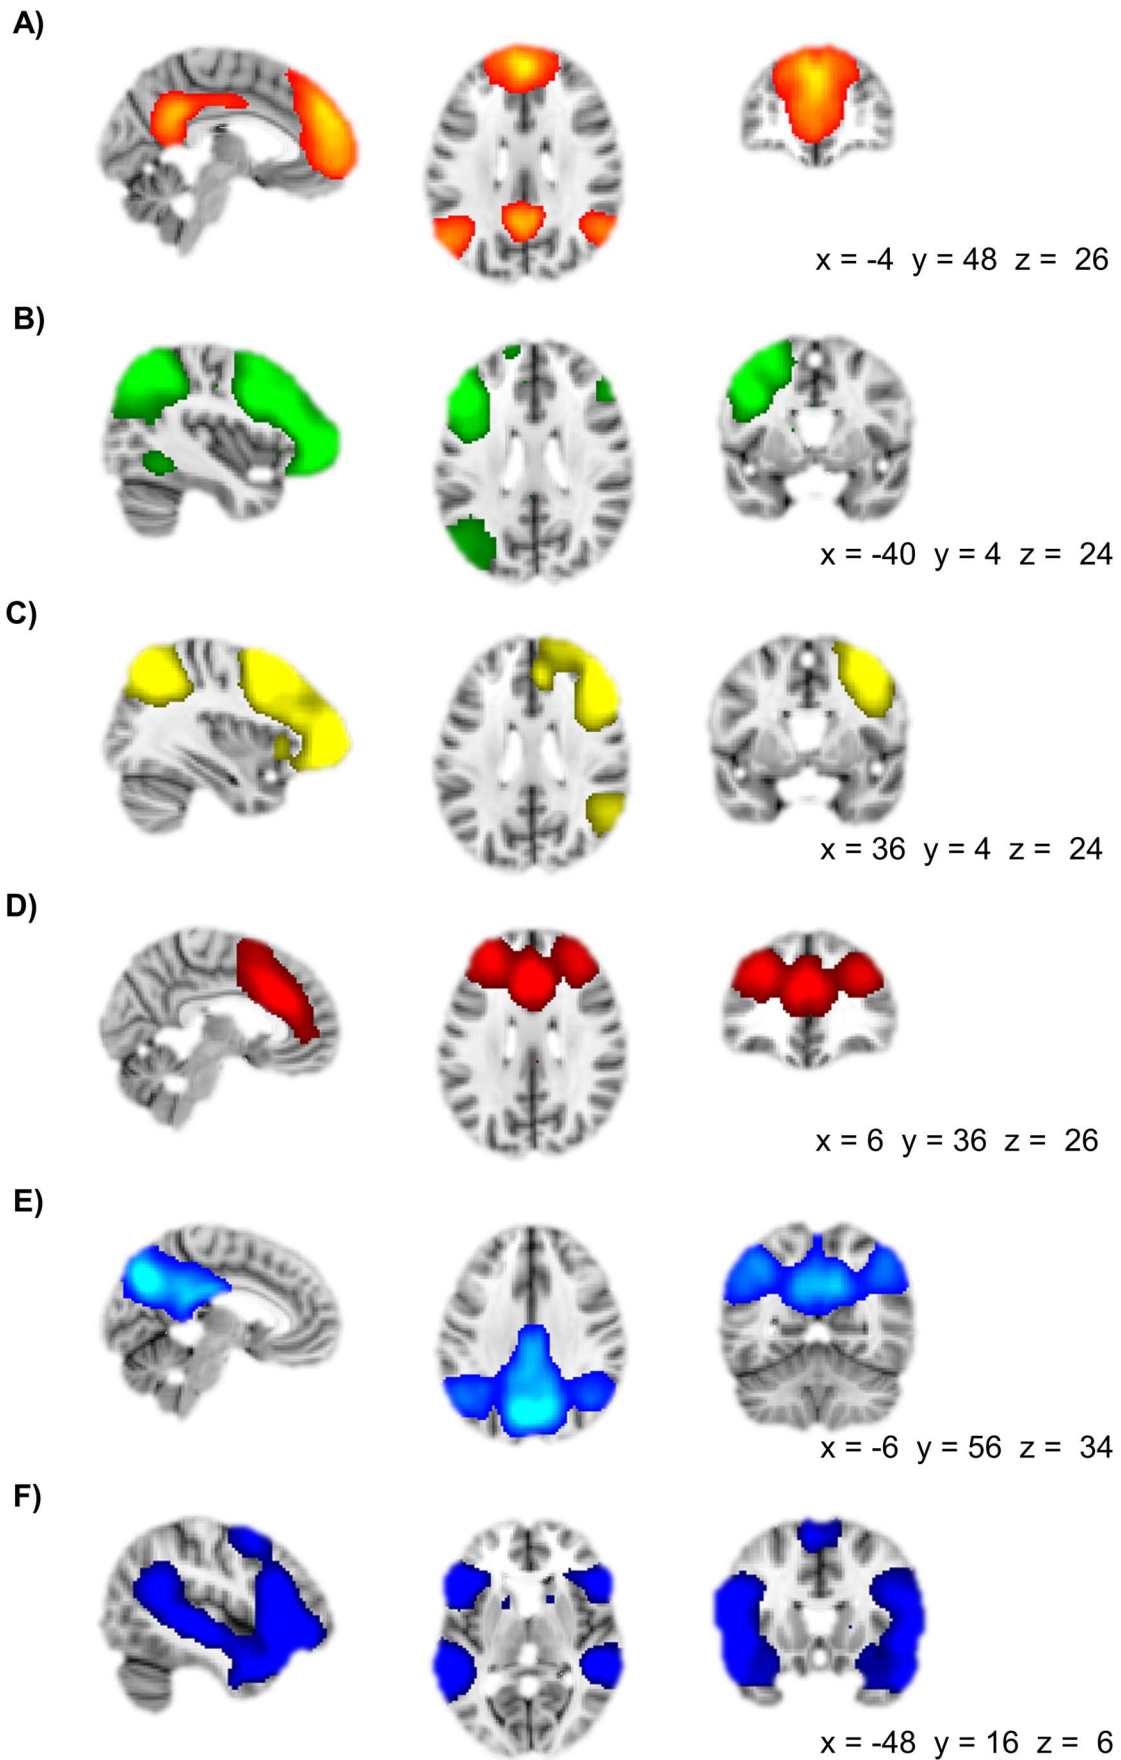 A)
x = -4 y = 48 z = 26
B)
x = -40 y = 4 z = 24
C)
x = 36 y = 4 z = 24
D)
x = 6 y = 36 z = 26
E)
x = -6 y = 56 z = 34
F)
x = -48 y = 16 z = 6